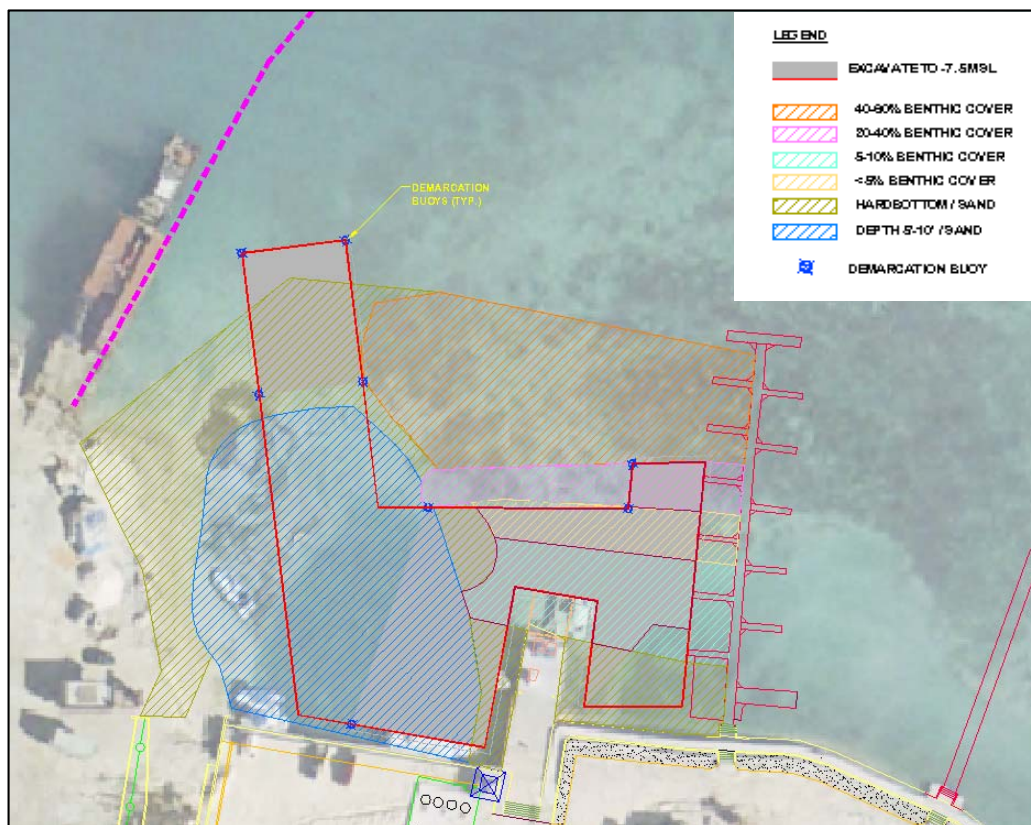 LEGEND
EXCAVATE TO -7.5MSL
40-60% BENTHIC COVER
20-40% BENTHIC COVER
5-10% BENTHIC COVER
<5% BENTHIC COVER
HARDBOTTOM / SAND
DEPTH 5'-10' / SAND
DEMARCATION BUOY
DEMARCATION
BUOYS (TYP.)